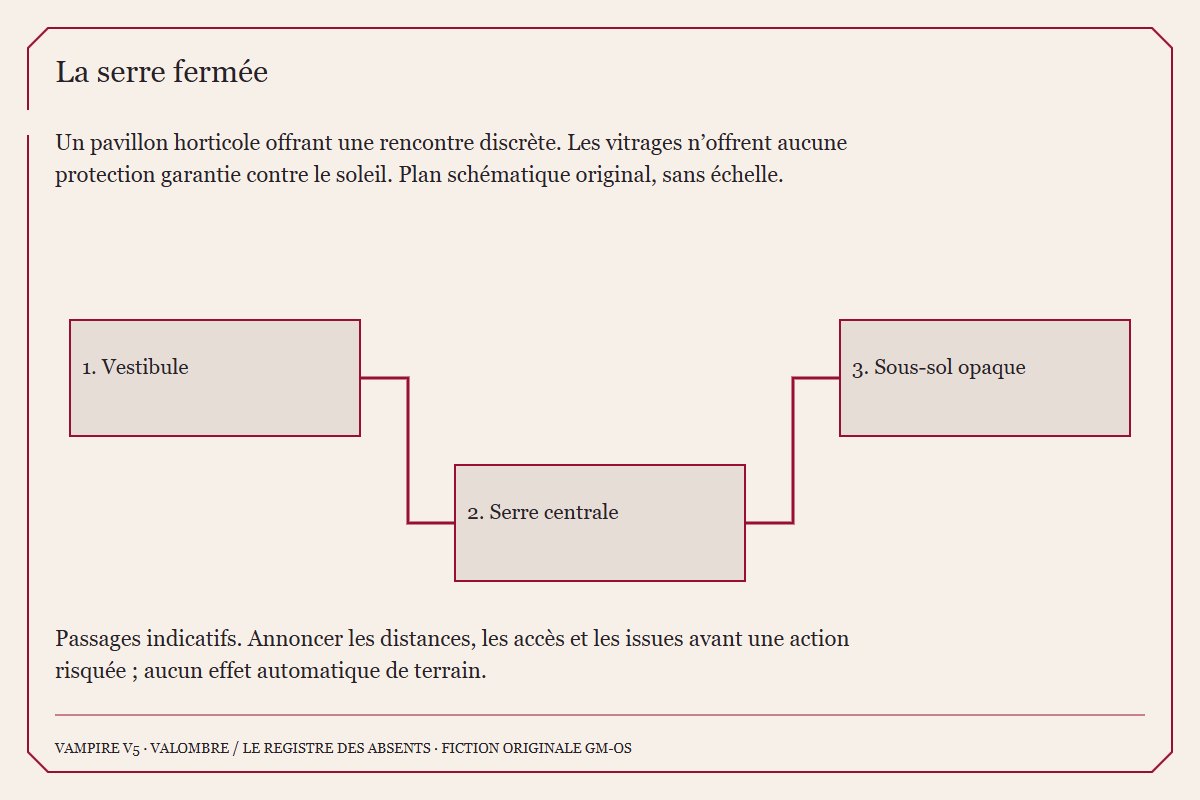 La serre fermée
Un pavillon horticole offrant une rencontre discrète. Les vitrages n’offrent aucune
protection garantie contre le soleil. Plan schématique original, sans échelle.
1. Vestibule
3. Sous-sol opaque
2. Serre centrale
Passages indicatifs. Annoncer les distances, les accès et les issues avant une action
risquée ; aucun effet automatique de terrain.
VAMPIRE V5 · VALOMBRE / LE REGISTRE DES ABSENTS · FICTION ORIGINALE GM-OS